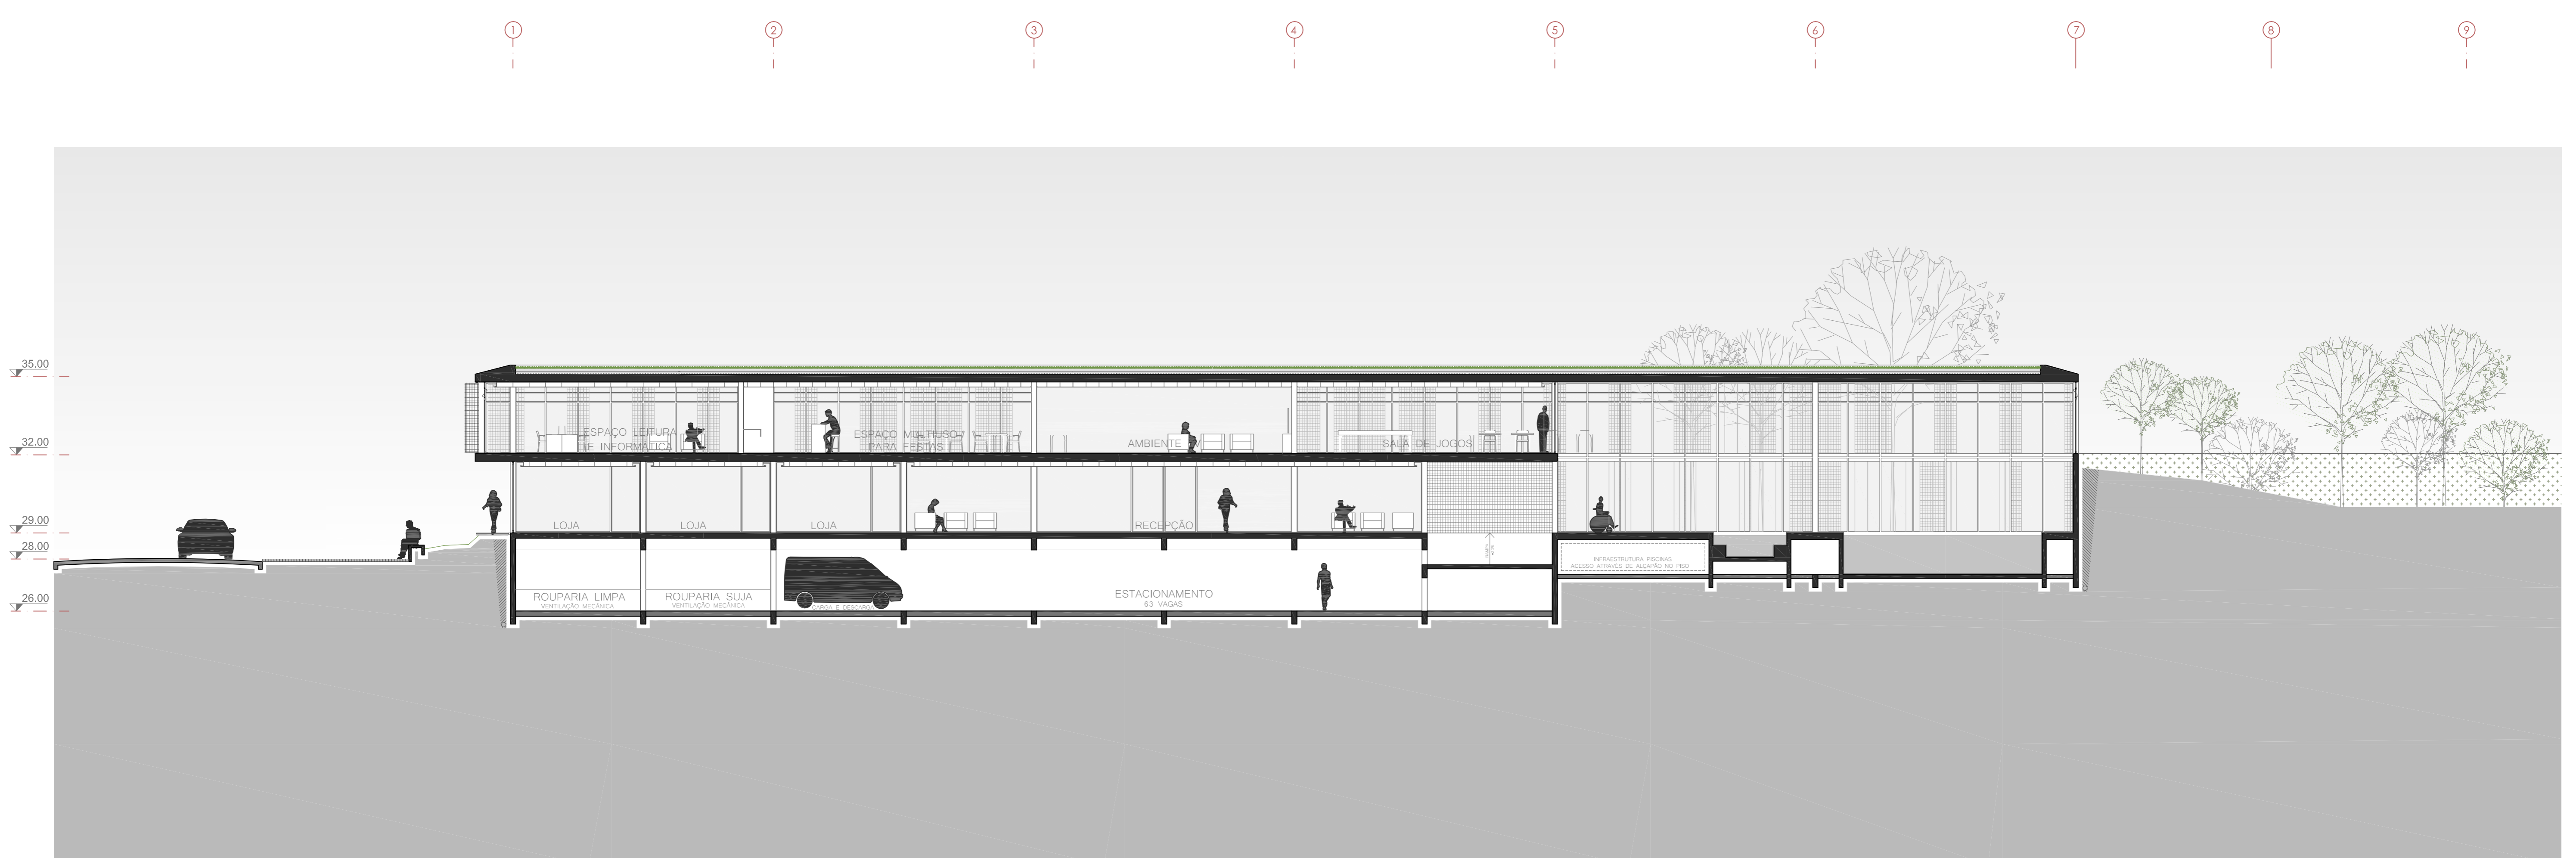 1 2 3 4 5 6 7 8 9
35.00
32.00
29.00
28.00
26.00
ESPAÇO LEITURA
E INFORMÁTICA
ESPAÇO MULTIUSO
PARA FESTAS
AMBIENTE
SALA DE JOGOS
LOJA
LOJA
LOJA
RECEPÇÃO
ROUPARIA LIMPA
VENTILAÇÃO MECÂNICA
ROUPARIA SUJA
VENTILAÇÃO MECÂNICA
CARGA E DESCARGA
ESTACIONAMENTO
63 VAGAS
INFRAESTRUTURA PISCINAS
ACESSO ATRAVÉS DE ALÇAPÃO NO PISO